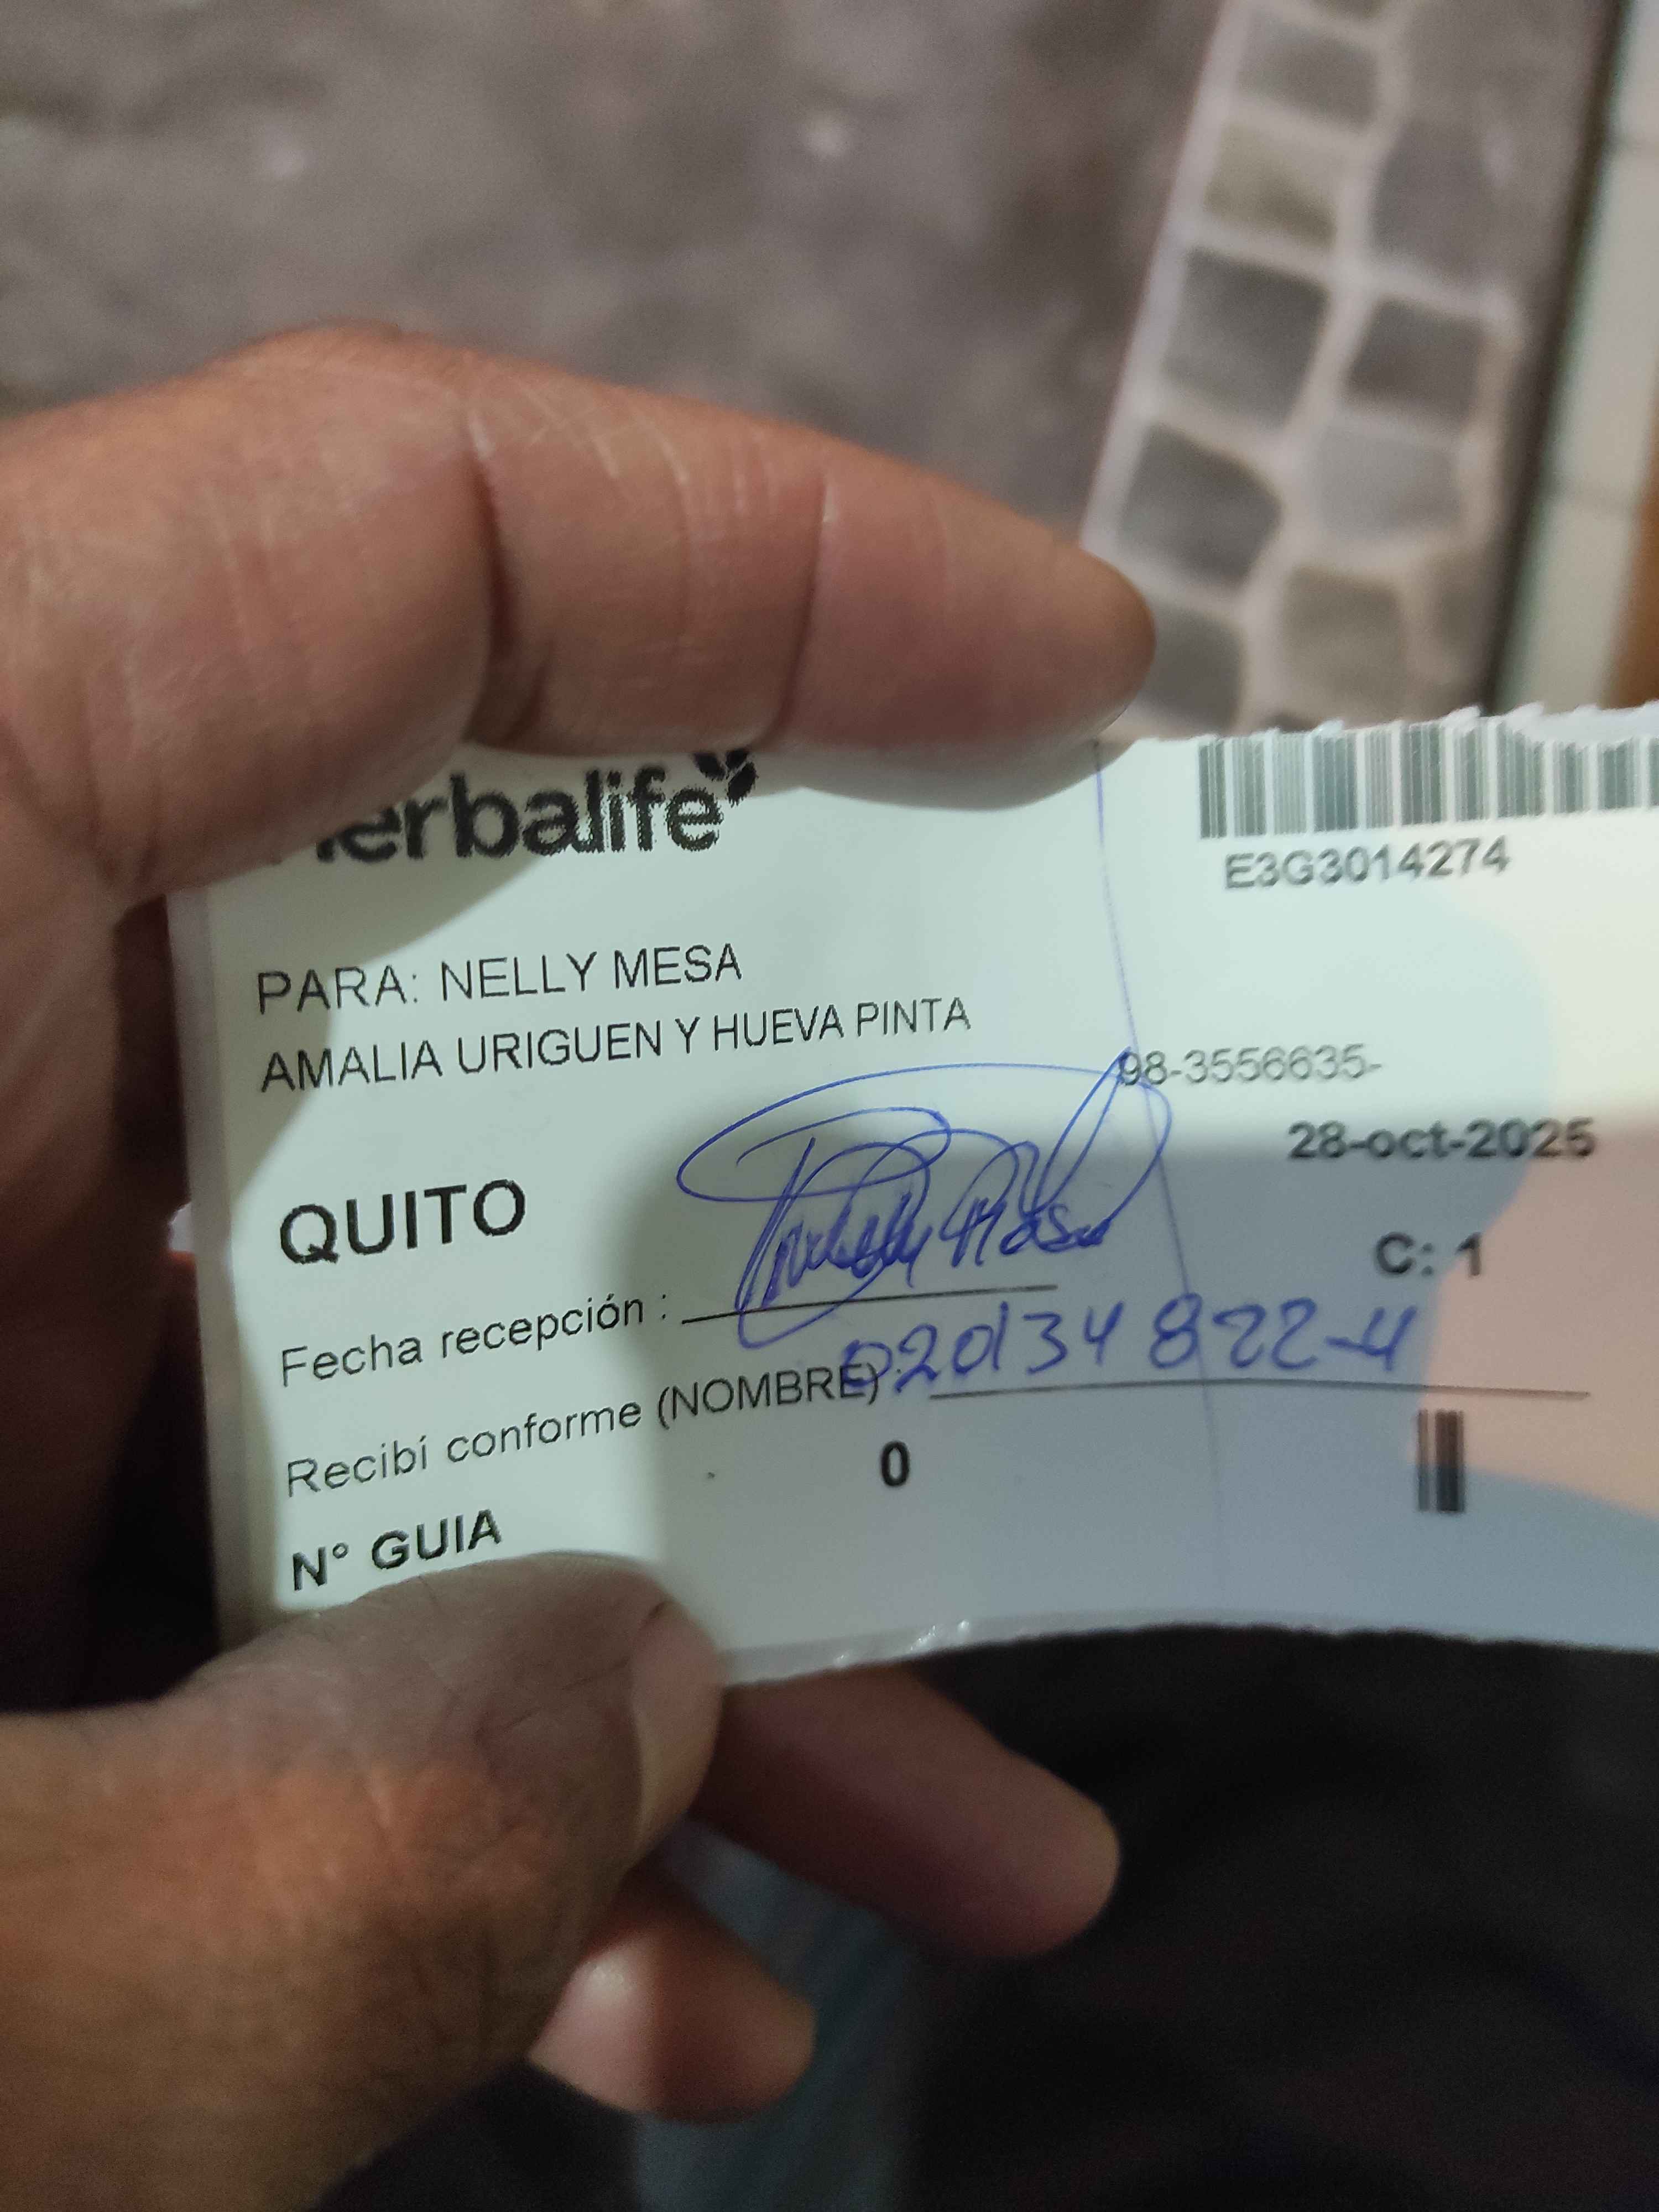 Herbalife
E3G3014274
PARA: NELLY MESA
AMALIA URIGUEN Y HUEVA PINTA
98-3556635-
28-oct-2025
QUITO
C: 1
Fecha recepción :
020134822-4
Recibí conforme (NOMBRE)
0
N° GUIA